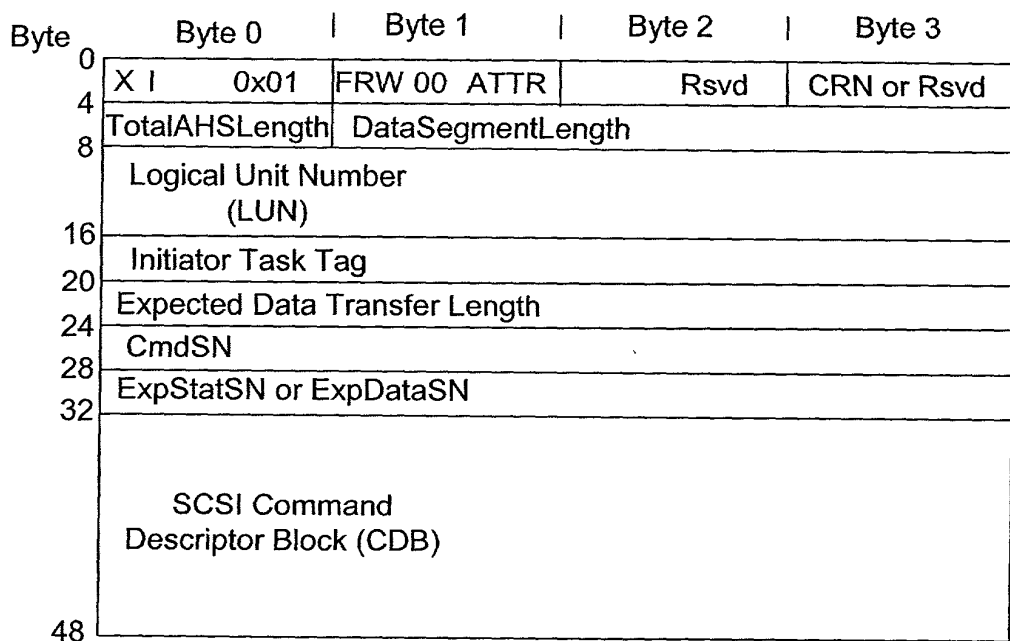 Byte Byte 0 | Byte 1 | Byte 2 | Byte 3
0
X I 0x01 FRW 00 ATTR Rsvd CRN or Rsvd
4
TotalAHSLength DataSegmentLength
8
Logical Unit Number
(LUN)
16
Initiator Task Tag
20
Expected Data Transfer Length
24
CmdSN
28
ExpStatSN or ExpDataSN
32
SCSI Command
Descriptor Block (CDB)
48